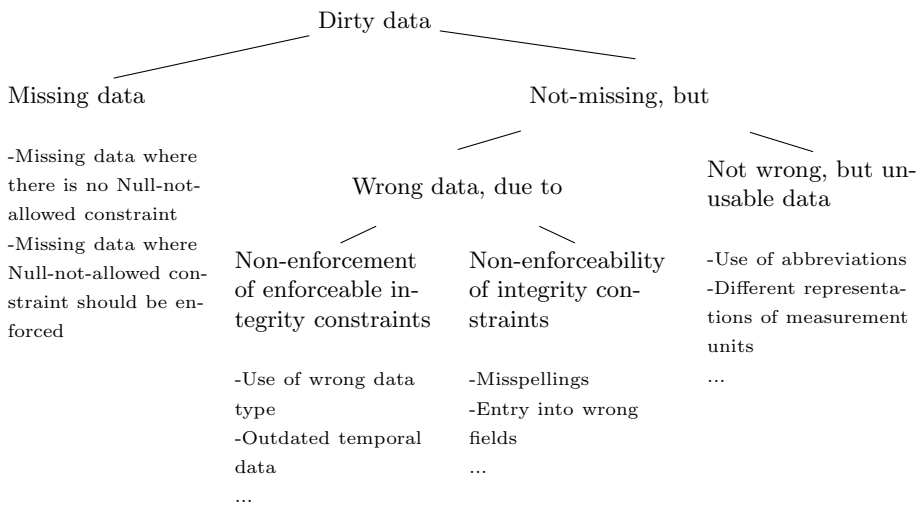 Dirty data
Missing data
-Missing data where
there is no Null-not-
allowed constraint
-Missing data where
Null-not-allowed con-
straint should be en-
forced
Not-missing, but
Wrong data, due to
Non-enforcement
of enforceable in-
tegrity constraints
-Use of wrong data
type
-Outdated temporal
data
...
Non-enforceability
of integrity con-
straints
-Misspellings
-Entry into wrong
fields
...
Not wrong, but un-
usable data
-Use of abbreviations
-Different representa-
tions of measurement
units
...